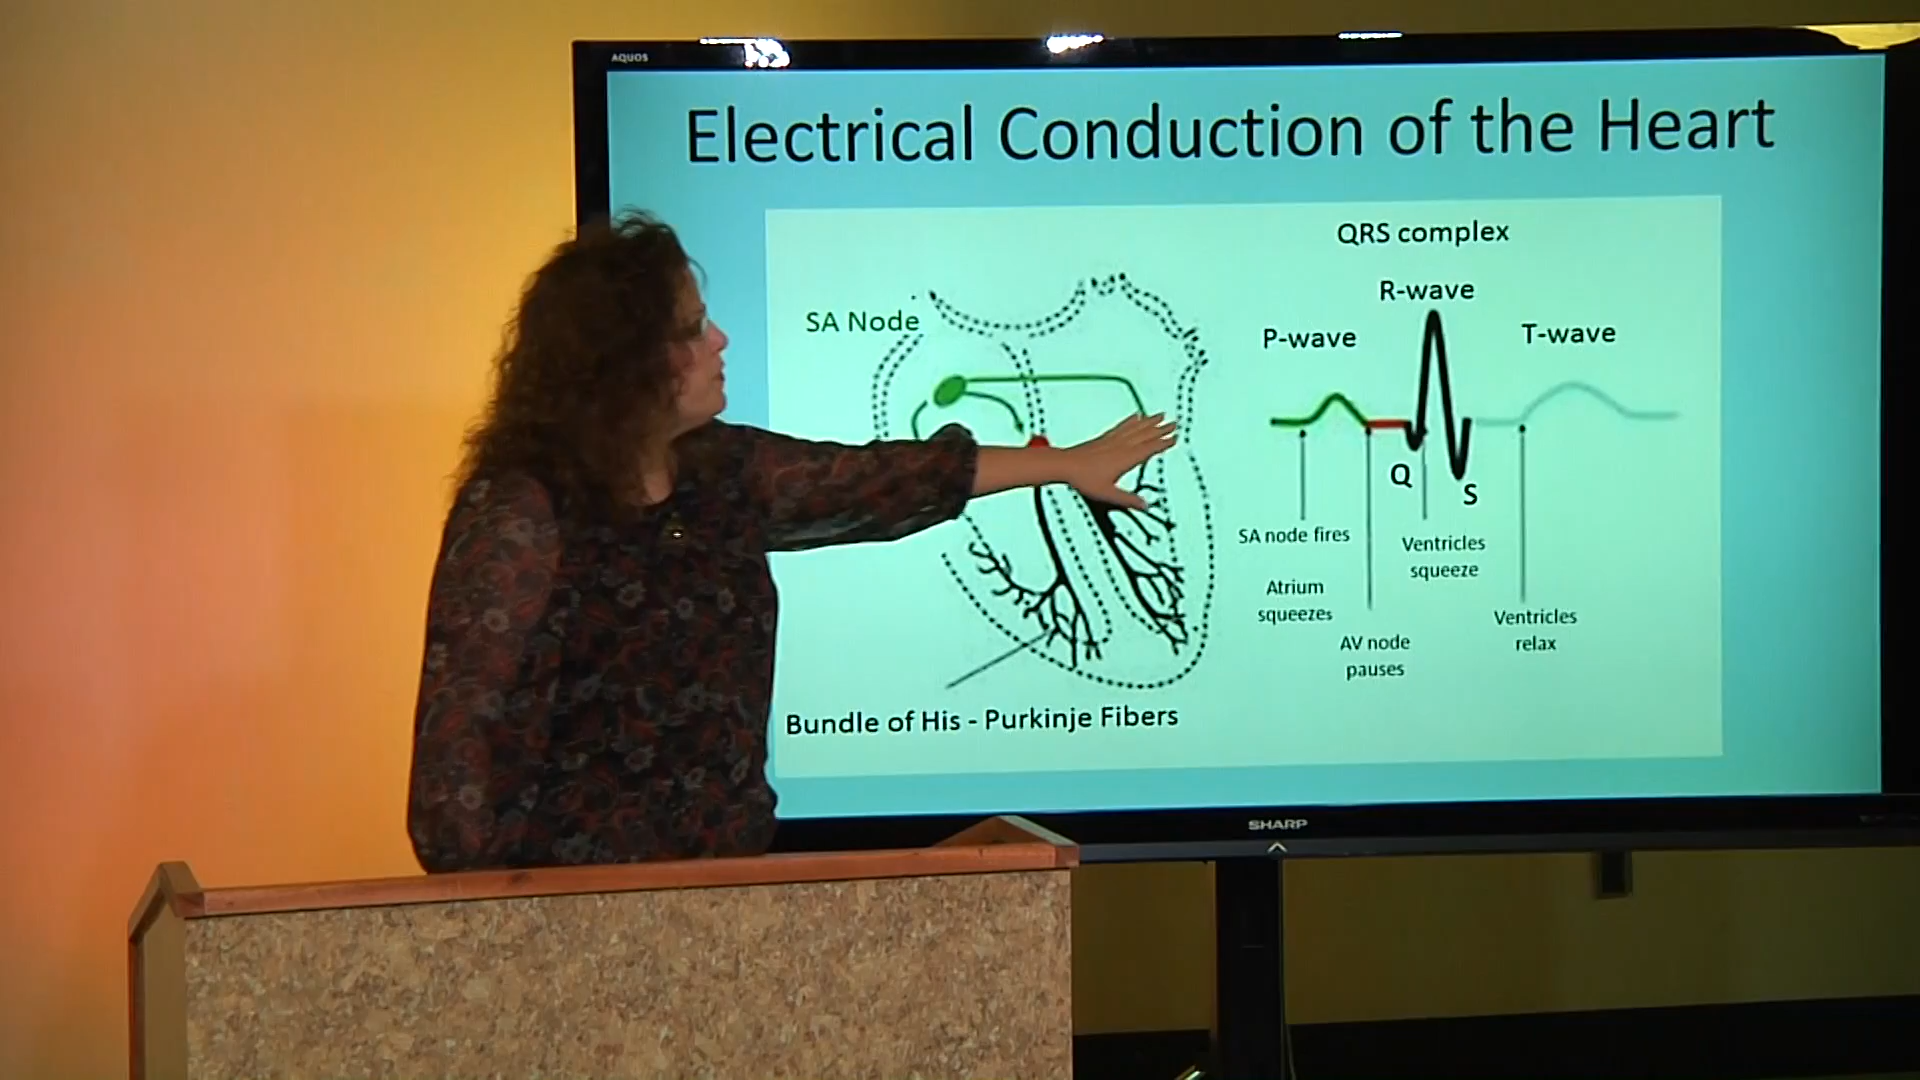 AQUOS
Electrical Conduction of the Heart
QRS complex
R-wave
SA Node
P-wave
T-wave
Q
S
SA node fires
Ventricles
squeeze
Atrium
squeezes
Ventricles
relax
AV node
pauses
Bundle of His - Purkinje Fibers
SHARP